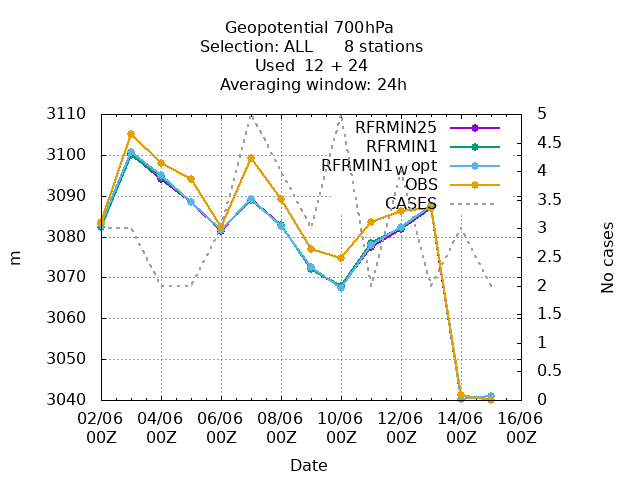 Geopotential 700hPa
Selection: ALL      8 stations
Used  12 + 24
Averaging window: 24h
3110
3100
3090
3080
3070
3060
3050
3040
m
5
4.5
4
3.5
3
2.5
2
1.5
1
0.5
0
No cases
RFRMIN25
RFRMIN1
RFRMIN1w opt
OBS
CASES
02/06 04/06 06/06 08/06 10/06 12/06 14/06 16/06
00Z 00Z 00Z 00Z 00Z 00Z 00Z 00Z
Date